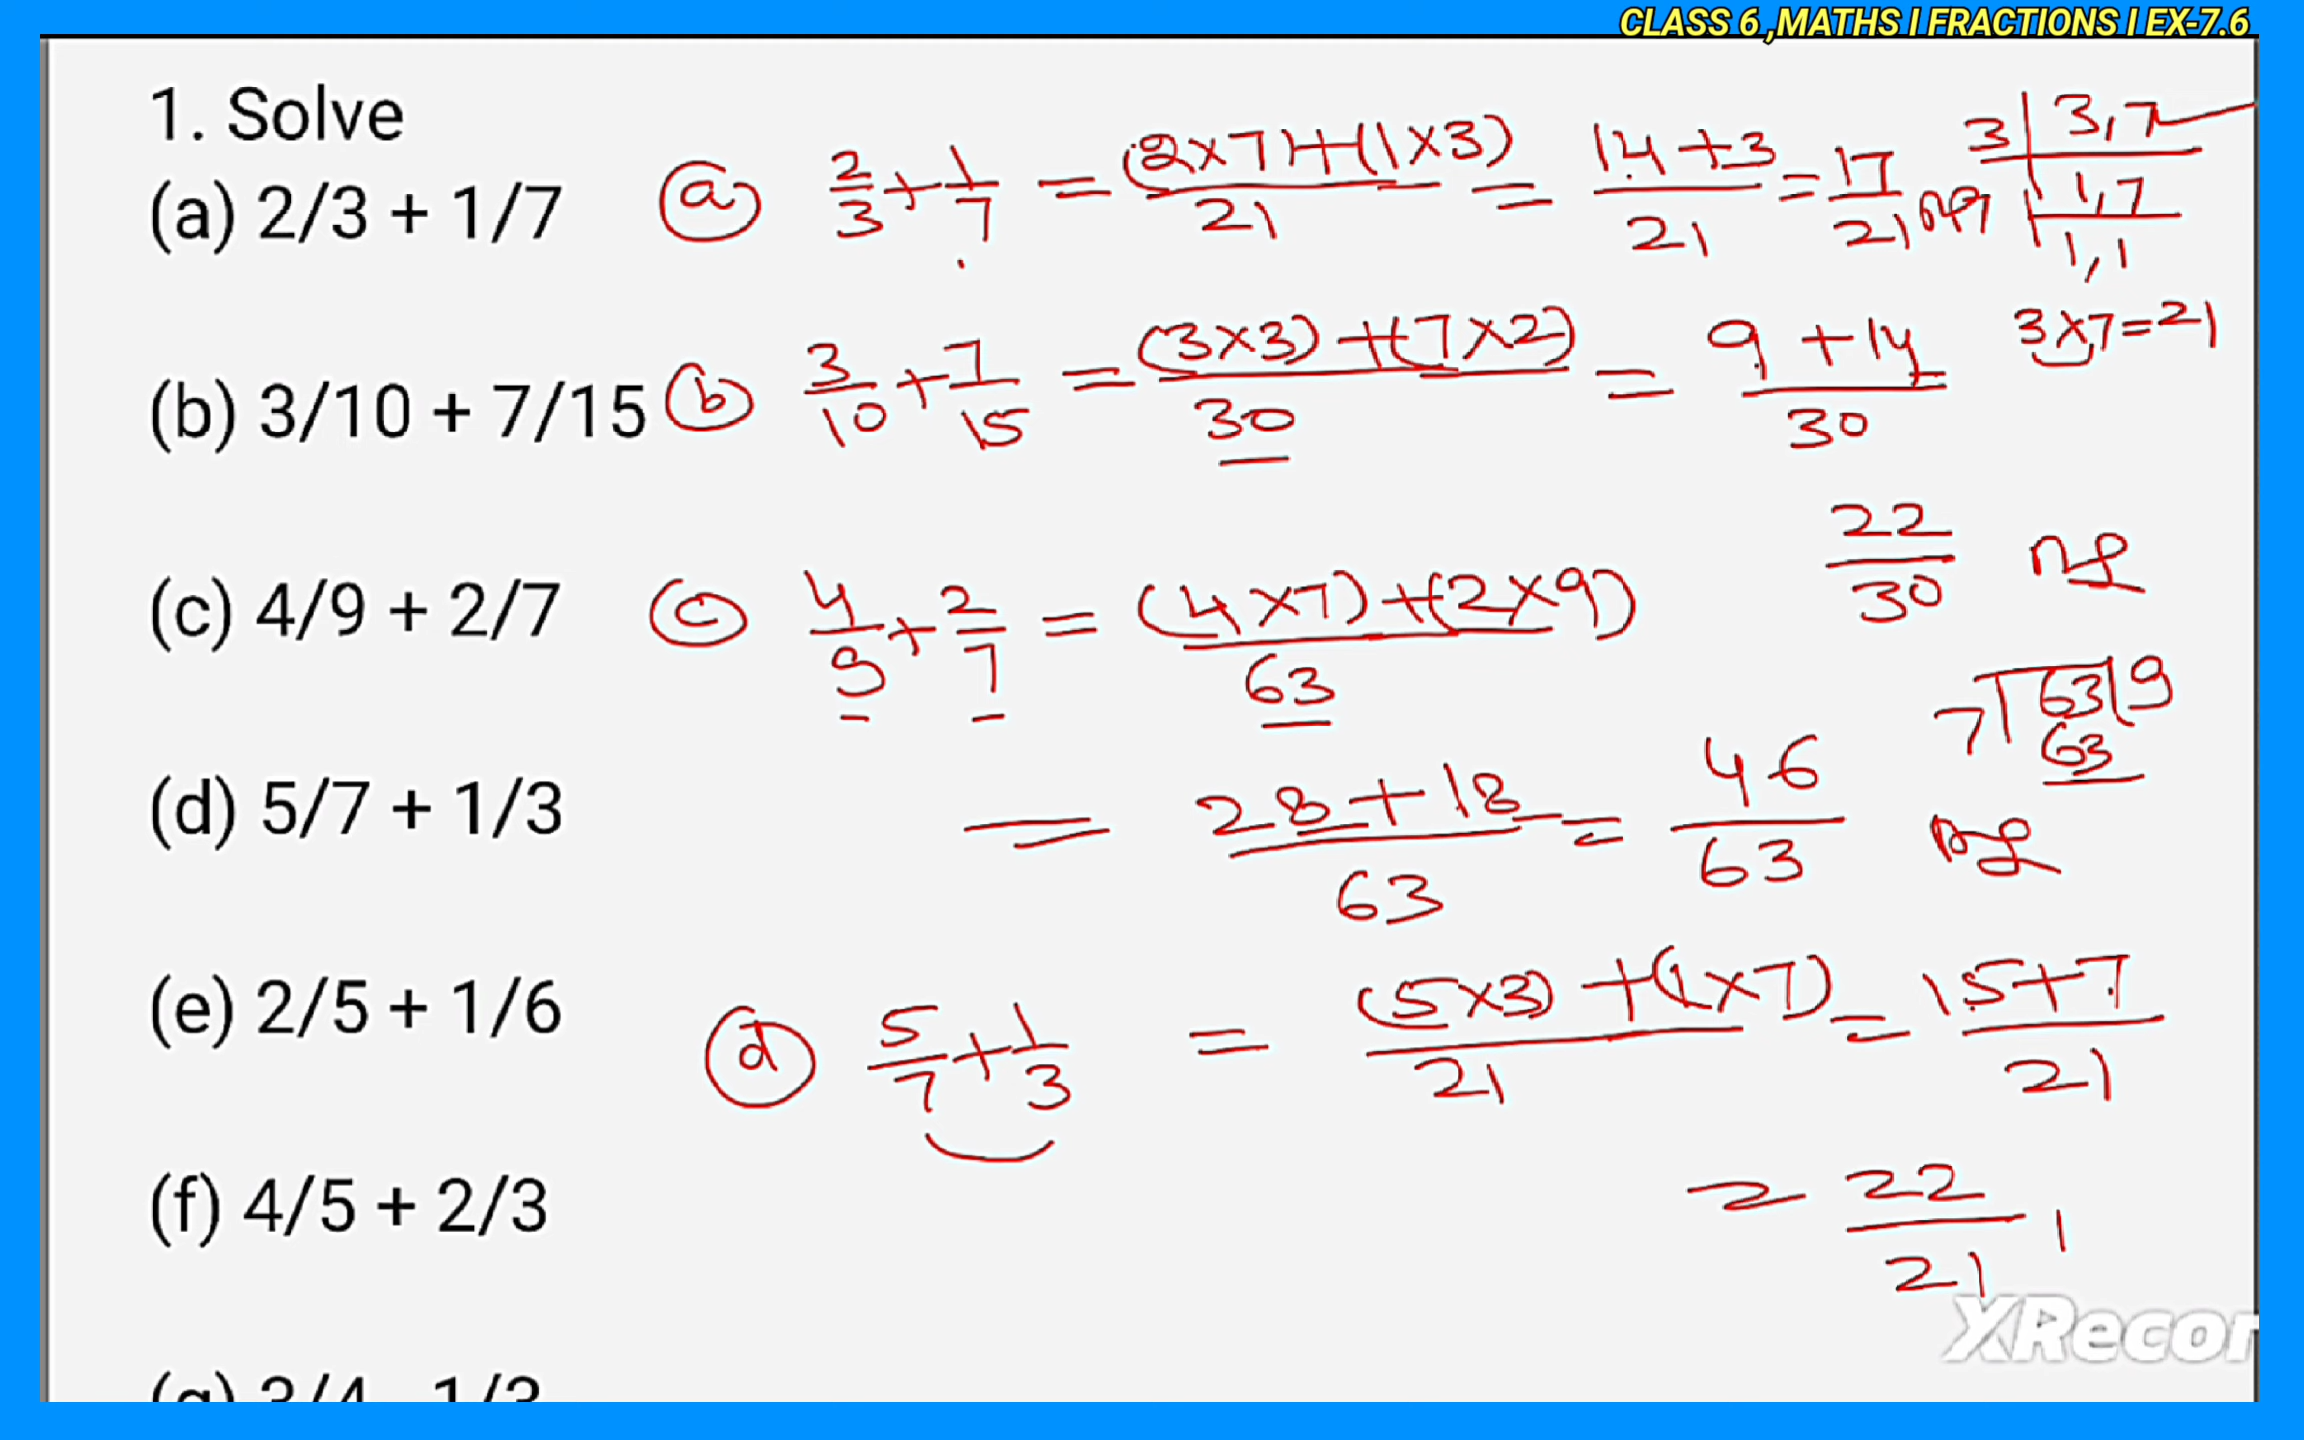 CLASS 6 ,MATHS I FRACTIONS I EX-7.6
1. Solve
(a) 2/3 + 1/7
(a) 2/3 + 1/7 = (2×7)+(1×3)/21 = 14+3/21 = 17/21
3 | 3,7
1,7
1,1
3×7=21
(b) 3/10 + 7/15
(b) 3/10 + 7/15 = (3×3)+(7×2)/30 = 9+14/30
22/30
(c) 4/9 + 2/7
(c) 4/9 + 2/7 = (4×7)+(2×9)/63
7 63 9
63
= 28+18/63 = 46/63
(d) 5/7 + 1/3
(e) 2/5 + 1/6
(d) 5/7 + 1/3 = (5×3)+(1×7)/21 = 15+7/21
= 22/21
(f) 4/5 + 2/3
XRecor